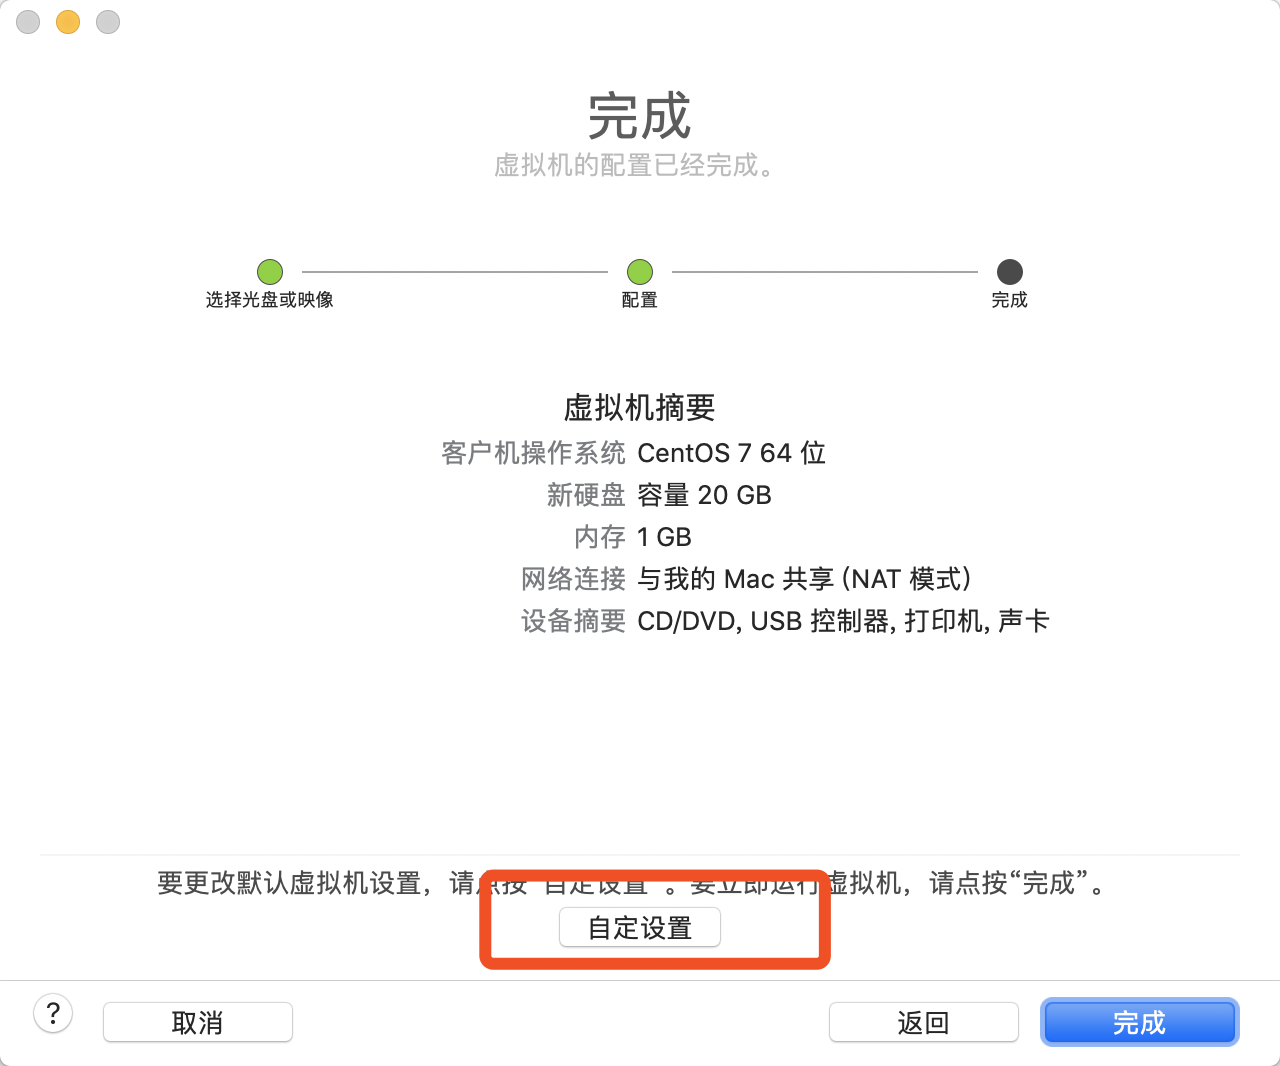 完成
虚拟机的配置已经完成。
选择光盘或映像
配置
完成
虚拟机摘要
客户机操作系统 CentOS 7 64 位
新硬盘 容量 20 GB
内存 1 GB
网络连接 与我的 Mac 共享 (NAT 模式)
设备摘要 CD/DVD, USB 控制器, 打印机, 声卡
要更改默认虚拟机设置，请点按“自定设置”。要立即运行虚拟机，请点按“完成”。
自定设置
?
取消
返回
完成